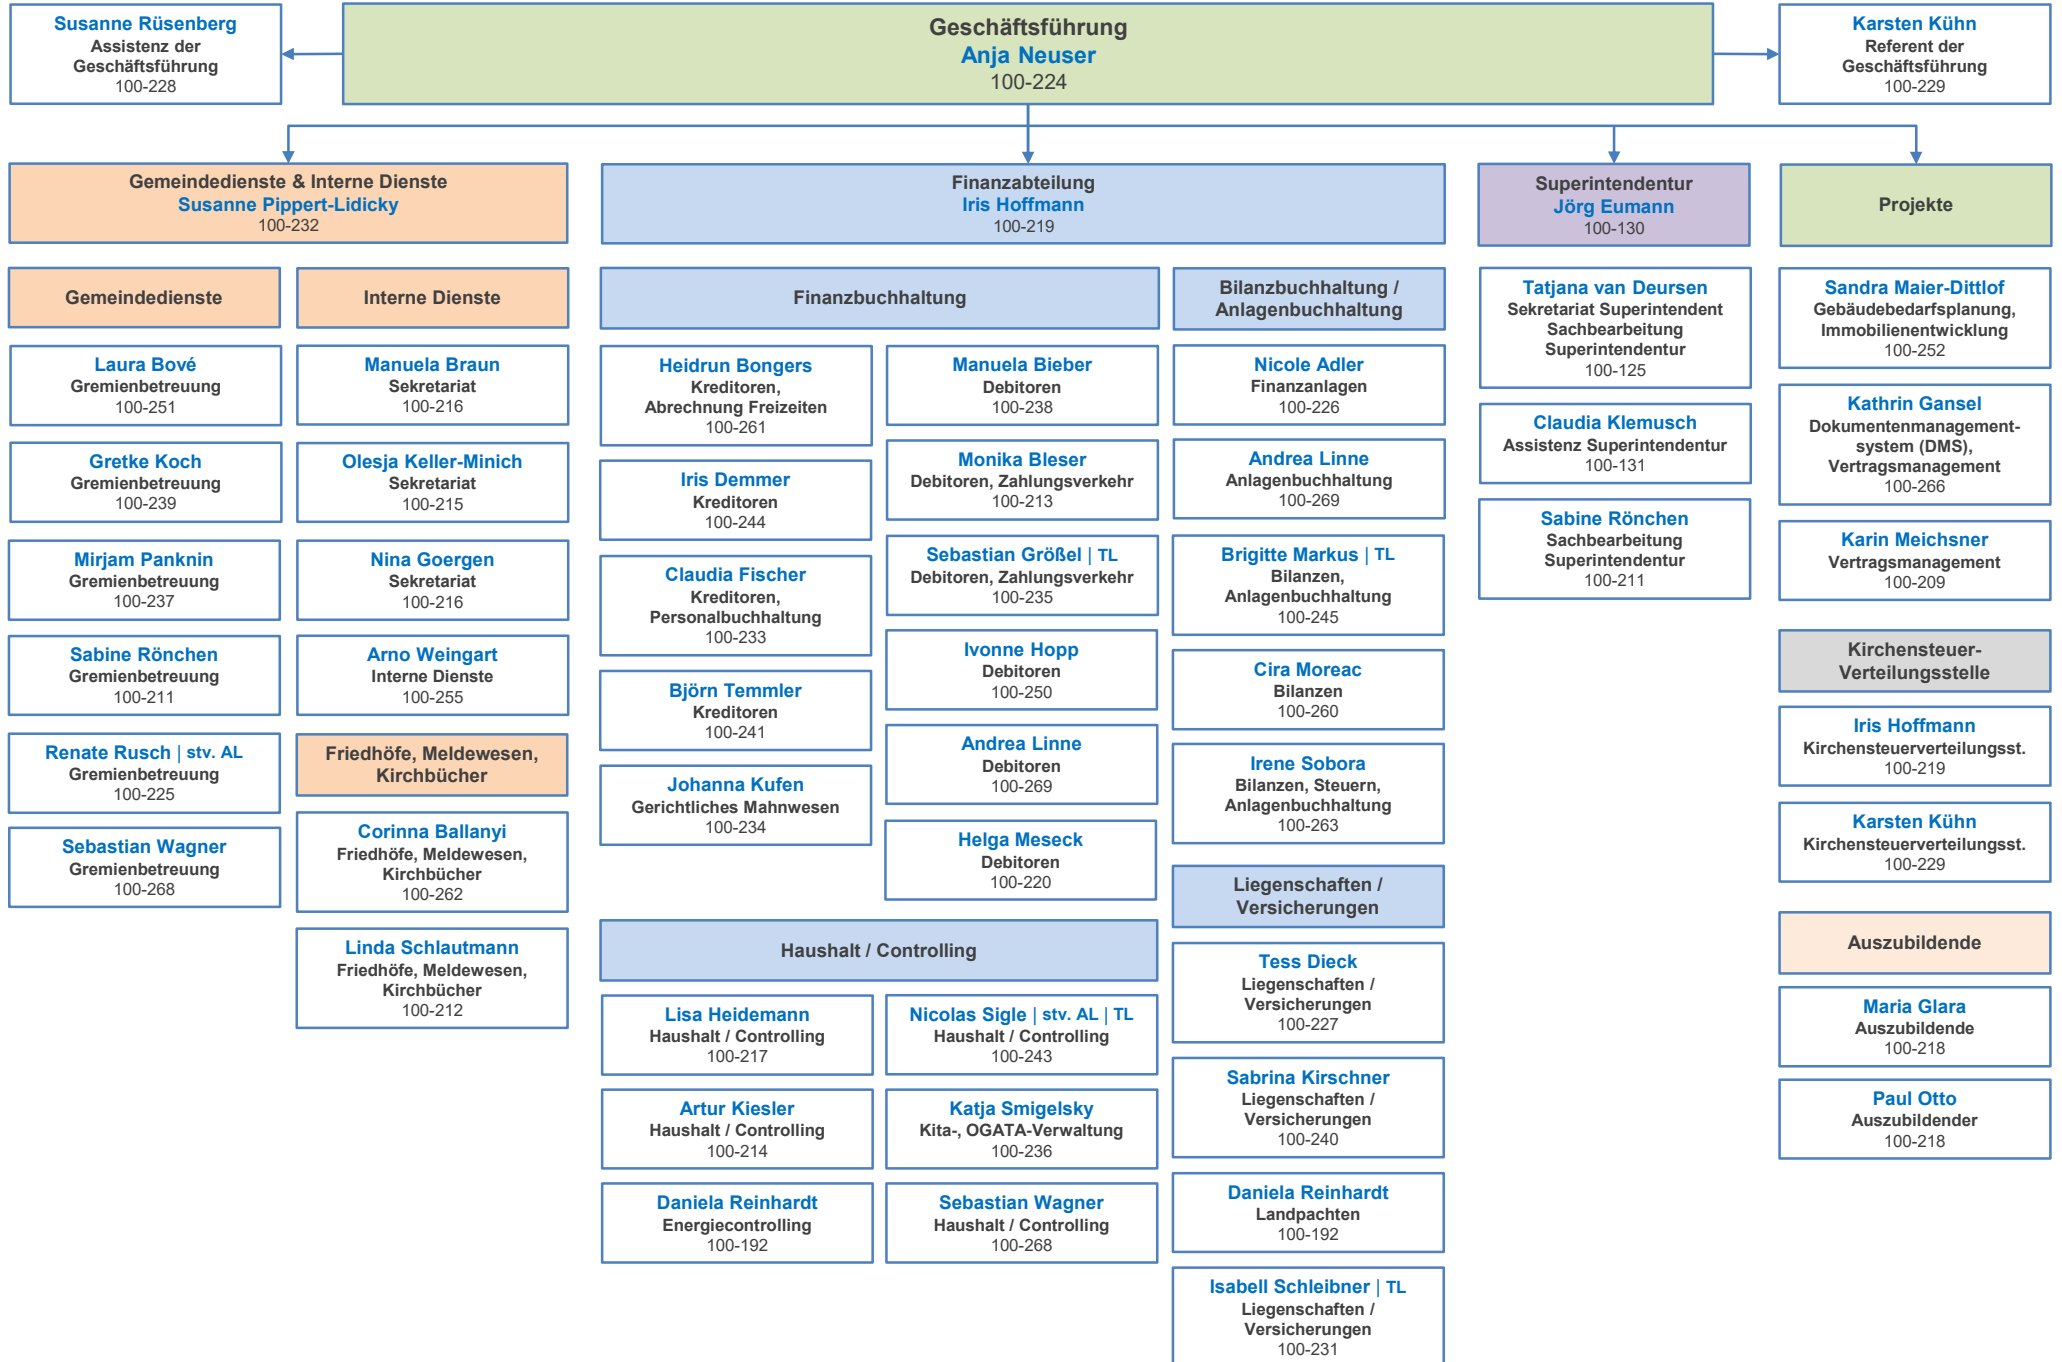 Susanne Rüsenberg
Assistenz der
Geschäftsführung
100-228
Geschäftsführung
Anja Neuser
100-224
Karsten Kühn
Referent der
Geschäftsführung
100-229
Gemeindedienste & Interne Dienste
Susanne Pippert-Lidicky
100-232
Finanzabteilung
Iris Hoffmann
100-219
Superintendentur
Jörg Eumann
100-130
Projekte
Gemeindedienste
Laura Bové
Gremienbetreuung
100-251
Gretke Koch
Gremienbetreuung
100-239
Mirjam Panknin
Gremienbetreuung
100-237
Sabine Rönchen
Gremienbetreuung
100-211
Renate Rusch | stv. AL
Gremienbetreuung
100-225
Sebastian Wagner
Gremienbetreuung
100-268
Interne Dienste
Manuela Braun
Sekretariat
100-216
Olesja Keller-Minich
Sekretariat
100-215
Nina Goergen
Sekretariat
100-216
Arno Weingart
Interne Dienste
100-255
Friedhöfe, Meldewesen,
Kirchbücher
Corinna Ballanyi
Friedhöfe, Meldewesen,
Kirchbücher
100-262
Linda Schlautmann
Friedhöfe, Meldewesen,
Kirchbücher
100-212
Finanzbuchhaltung
Heidrun Bongers
Kreditoren,
Abrechnung Freizeiten
100-261
Iris Demmer
Kreditoren
100-244
Claudia Fischer
Kreditoren,
Personalbuchhaltung
100-233
Björn Temmler
Kreditoren
100-241
Johanna Kufen
Gerichtliches Mahnwesen
100-234
Manuela Bieber
Debitoren
100-238
Monika Bleser
Debitoren, Zahlungsverkehr
100-213
Sebastian Größel | TL
Debitoren, Zahlungsverkehr
100-235
Ivonne Hopp
Debitoren
100-250
Andrea Linne
Debitoren
100-269
Helga Meseck
Debitoren
100-220
Haushalt / Controlling
Lisa Heidemann
Haushalt / Controlling
100-217
Artur Kiesler
Haushalt / Controlling
100-214
Daniela Reinhardt
Energiecontrolling
100-192
Nicolas Sigle | stv. AL | TL
Haushalt / Controlling
100-243
Katja Smigelsky
Kita-, OGATA-Verwaltung
100-236
Sebastian Wagner
Haushalt / Controlling
100-268
Bilanzbuchhaltung /
Anlagenbuchhaltung
Nicole Adler
Finanzanlagen
100-226
Andrea Linne
Anlagenbuchhaltung
100-269
Brigitte Markus | TL
Bilanzen,
Anlagenbuchhaltung
100-245
Cira Moreac
Bilanzen
100-260
Irene Sobora
Bilanzen, Steuern,
Anlagenbuchhaltung
100-263
Liegenschaften /
Versicherungen
Tess Dieck
Liegenschaften /
Versicherungen
100-227
Sabrina Kirschner
Liegenschaften /
Versicherungen
100-240
Daniela Reinhardt
Landpachten
100-192
Isabell Schleibner | TL
Liegenschaften /
Versicherungen
100-231
Tatjana van Deursen
Sekretariat Superintendent
Sachbearbeitung
Superintendentur
100-125
Claudia Klemusch
Assistenz Superintendentur
100-131
Sabine Rönchen
Sachbearbeitung
Superintendentur
100-211
Sandra Maier-Dittlof
Gebäudebedarfsplanung,
Immobilienentwicklung
100-252
Kathrin Gansel
Dokumentenmanagement-
system (DMS),
Vertragsmanagement
100-266
Karin Meichsner
Vertragsmanagement
100-209
Kirchensteuer-
Verteilungsstelle
Iris Hoffmann
Kirchensteuerverteilungsst.
100-219
Karsten Kühn
Kirchensteuerverteilungsst.
100-229
Auszubildende
Maria Glara
Auszubildende
100-218
Paul Otto
Auszubildender
100-218